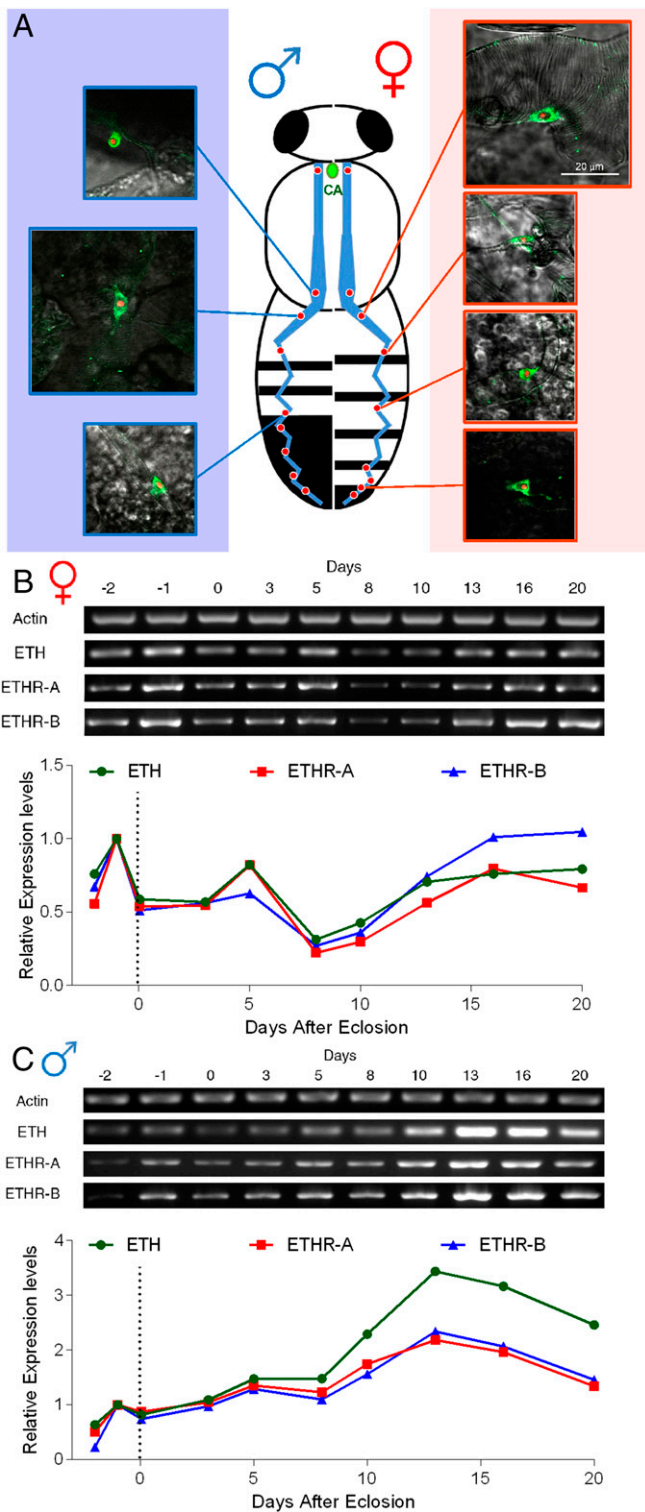 A
CA
20 µm
B
Days
-2 -1 0 3 5 8 10 13 16 20
Actin
ETH
ETHR-A
ETHR-B
ETH ETHR-A ETHR-B
Relative Expression levels
1.5
1.0
0.5
0.0
0 5 10 15 20
Days After Eclosion
C
Days
-2 -1 0 3 5 8 10 13 16 20
Actin
ETH
ETHR-A
ETHR-B
ETH ETHR-A ETHR-B
Relative Expression levels
4
3
2
1
0
0 5 10 15 20
Days After Eclosion